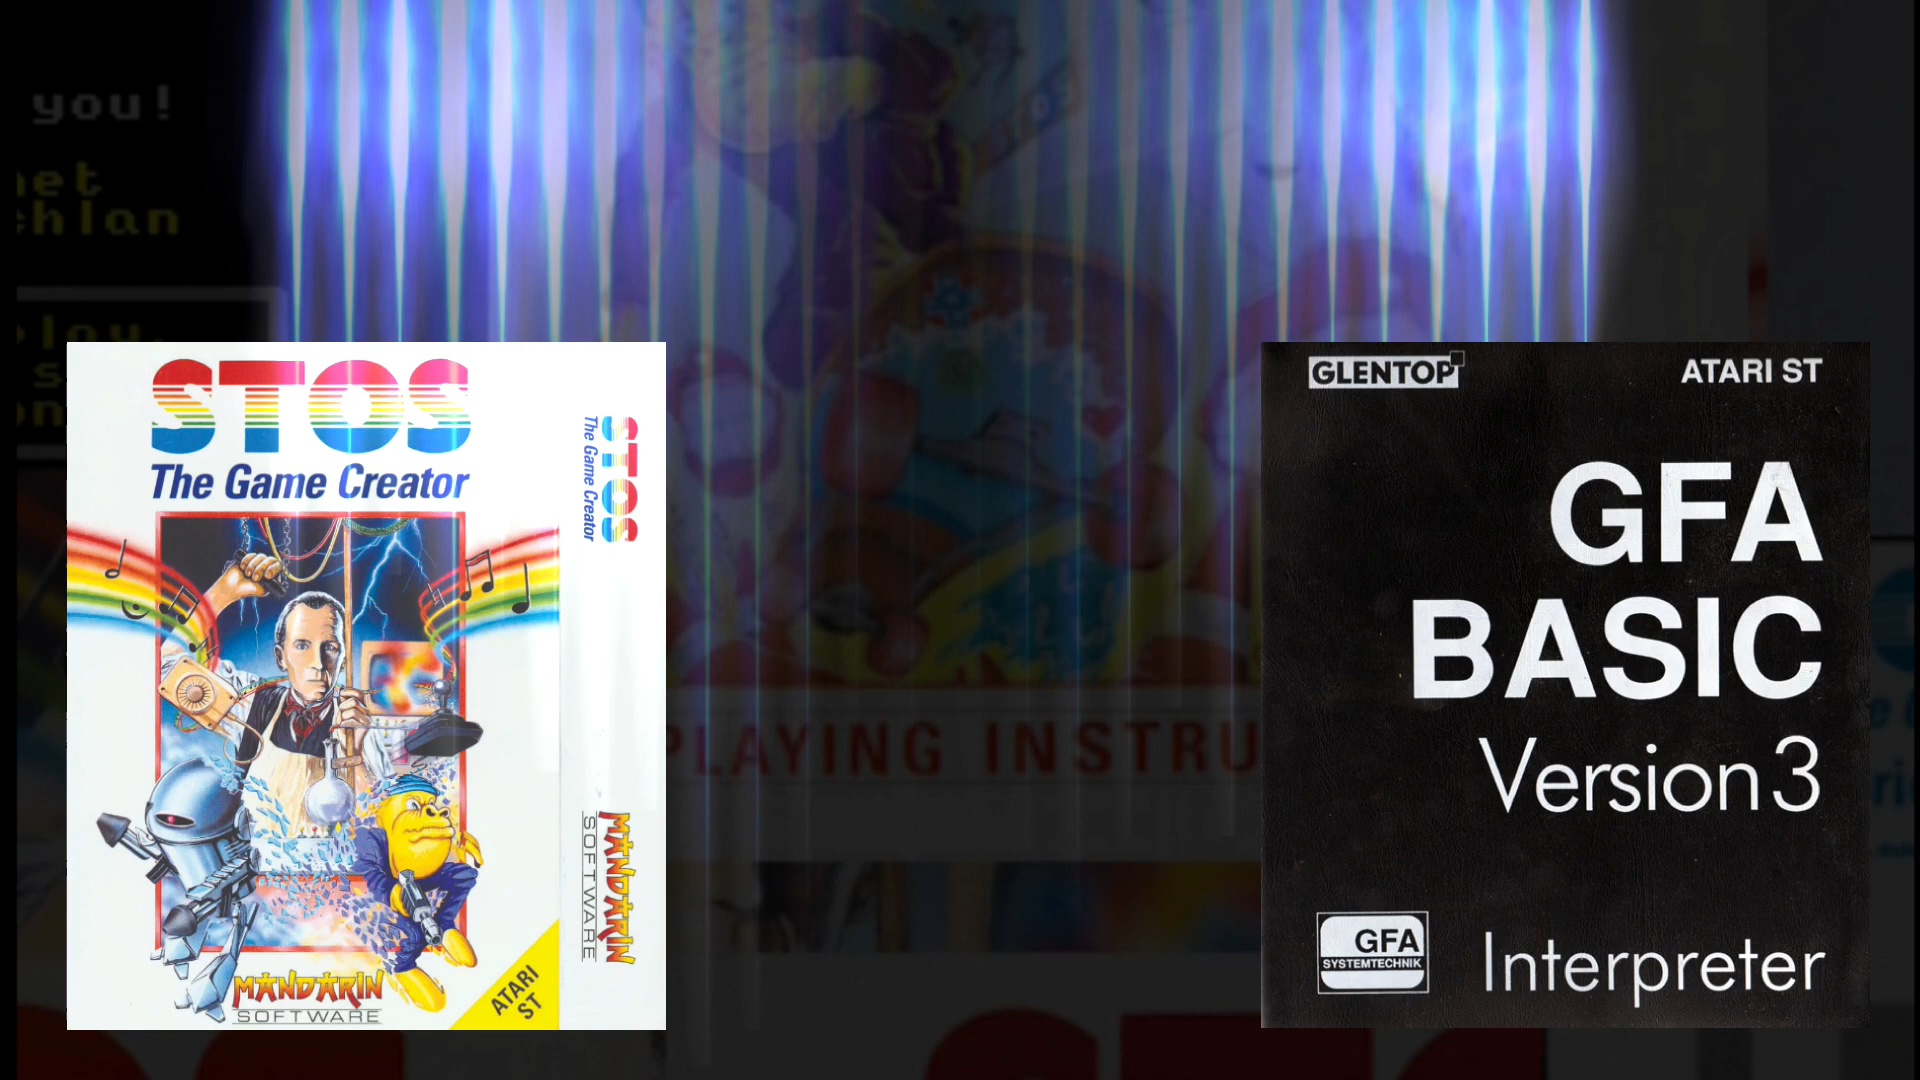 you!
STOS
The Game Creator
STOS
The Game Creator
MANDARIN
SOFTWARE
MANDARIN
SOFTWARE
ATARI
ST
PLAYING INSTRU
GLENTOP
ATARI ST
GFA
BASIC
Version 3
GFA
SYSTEMTECHNIK
Interpreter